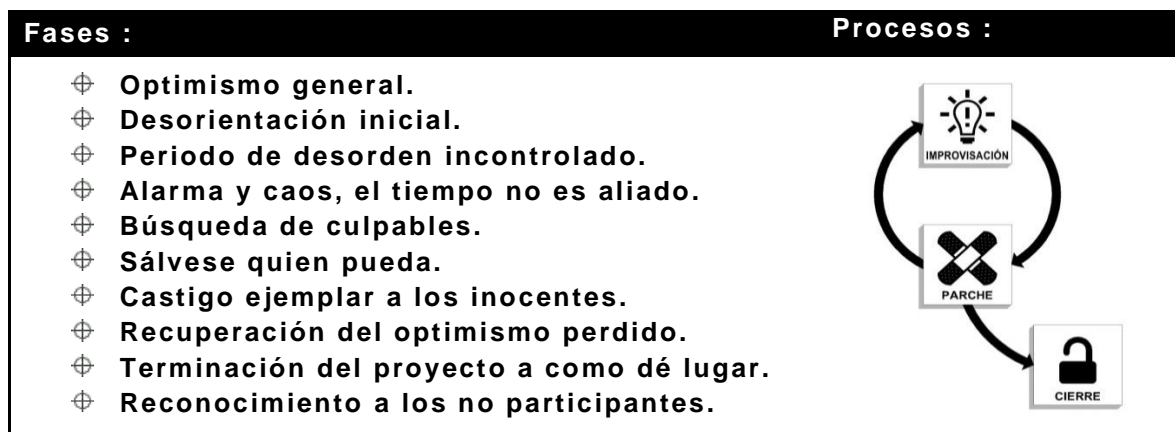 Fases :
Procesos :
Optimismo general.
Desorientación inicial.
Periodo de desorden incontrolado.
Alarma y caos, el tiempo no es aliado.
Búsqueda de culpables.
Sálvese quien pueda.
Castigo ejemplar a los inocentes.
Recuperación del optimismo perdido.
Terminación del proyecto a como dé lugar.
Reconocimiento a los no participantes.
IMPROVISACIÓN
PARCHE
CIERRE